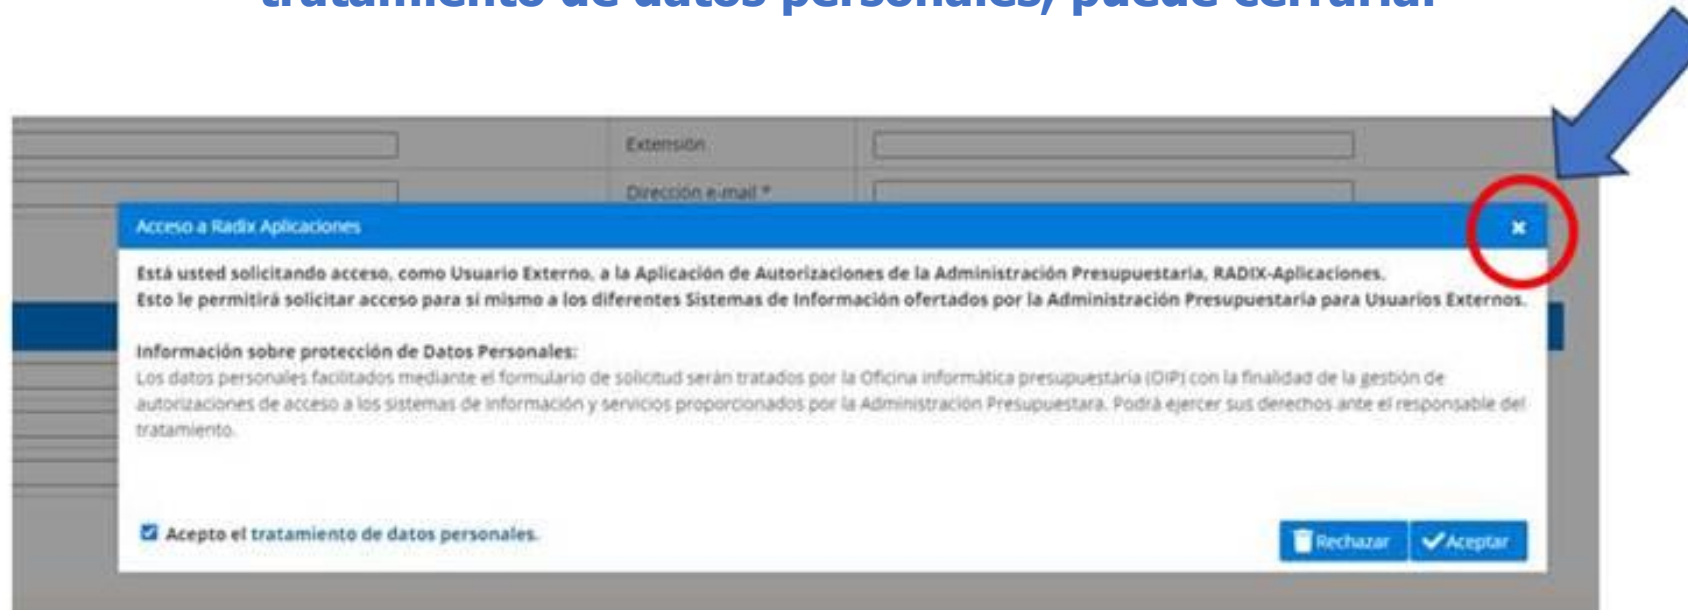 tratamiento de datos personales, puede cerrarla.
Extensión
Dirección e-mail *
Acceso a Radix Aplicaciones
Está usted solicitando acceso, como Usuario Externo, a la Aplicación de Autorizaciones de la Administración Presupuestaria, RADIX-Aplicaciones.
Esto le permitirá solicitar acceso para sí mismo a los diferentes Sistemas de Información ofertados por la Administración Presupuestaria para Usuarios Externos.
Información sobre protección de Datos Personales:
Los datos personales facilitados mediante el formulario de solicitud serán tratados por la Oficina informática presupuestaria (OIP) con la finalidad de la gestión de
autorizaciones de acceso a los sistemas de información y servicios proporcionados por la Administración Presupuestara. Podrá ejercer sus derechos ante el responsable del
tratamiento.
Acepto el tratamiento de datos personales.
Rechazar
Aceptar